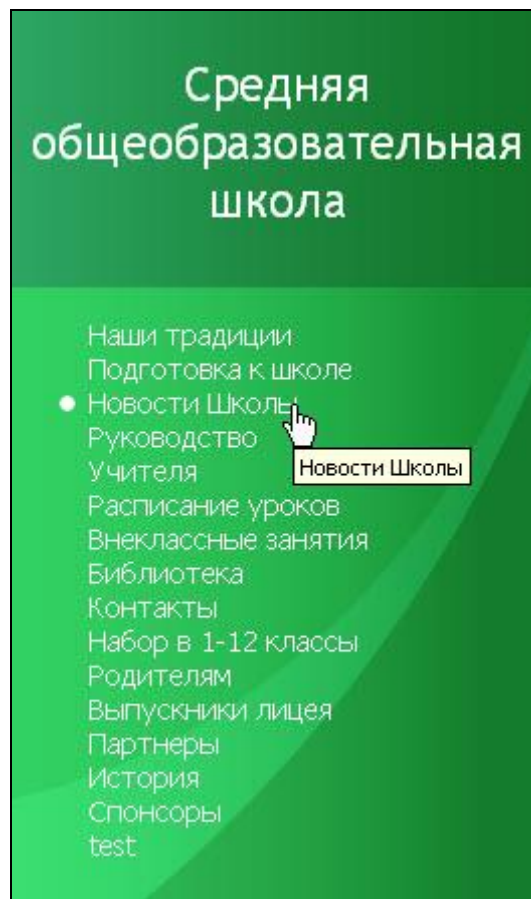 Средняя
общеобразовательная
школа
Наши традиции
Подготовка к школе
Новости Школы
Руководство
Новости Школы
Учителя
Расписание уроков
Внеклассные занятия
Библиотека
Контакты
Набор в 1-12 классы
Родителям
Выпускники лицея
Партнеры
История
Спонсоры
test